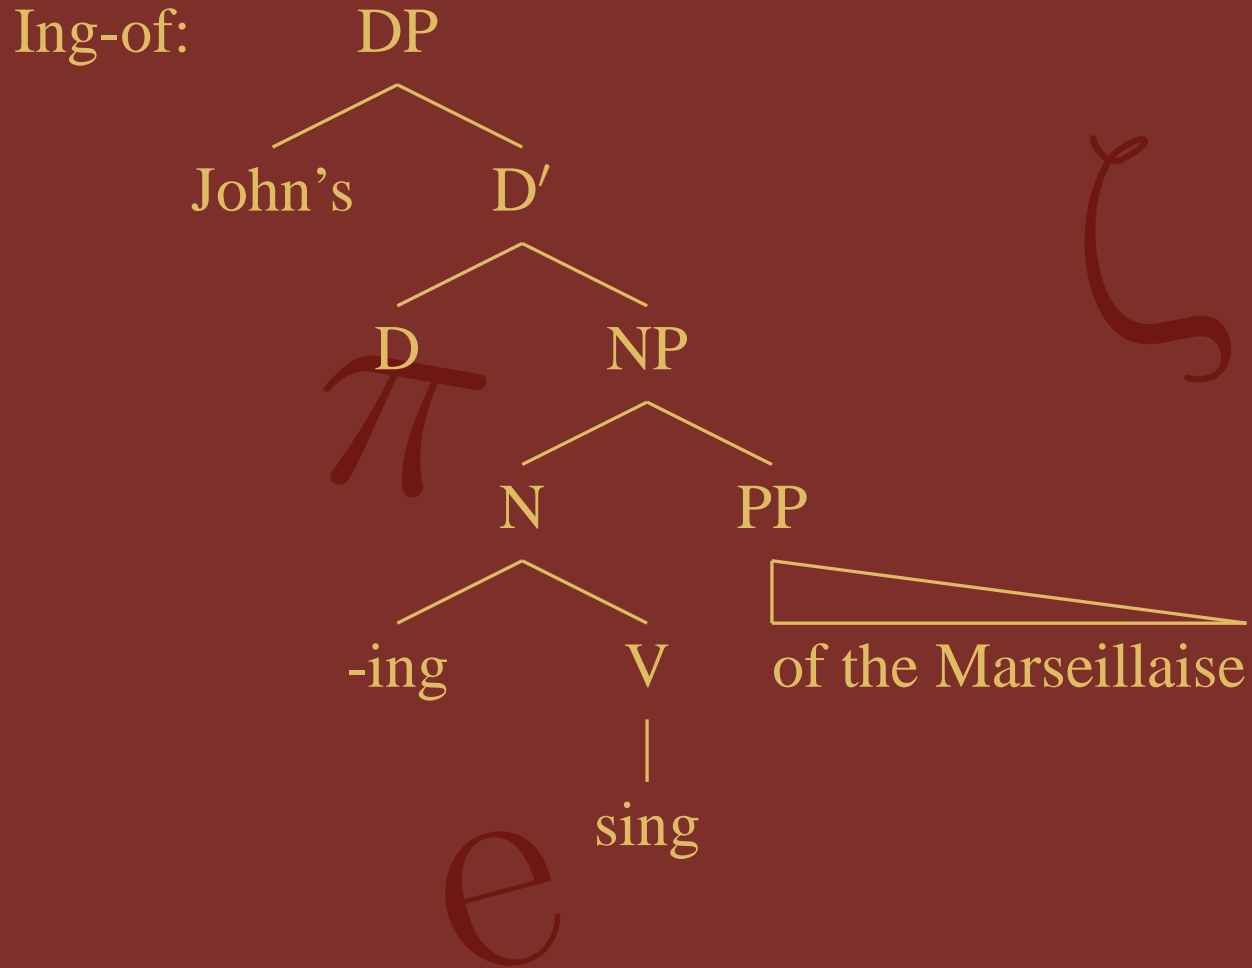 Ing-of: DP
John’s D′
D NP
N PP
-ing V of the Marseillaise
sing
π
ζ
e